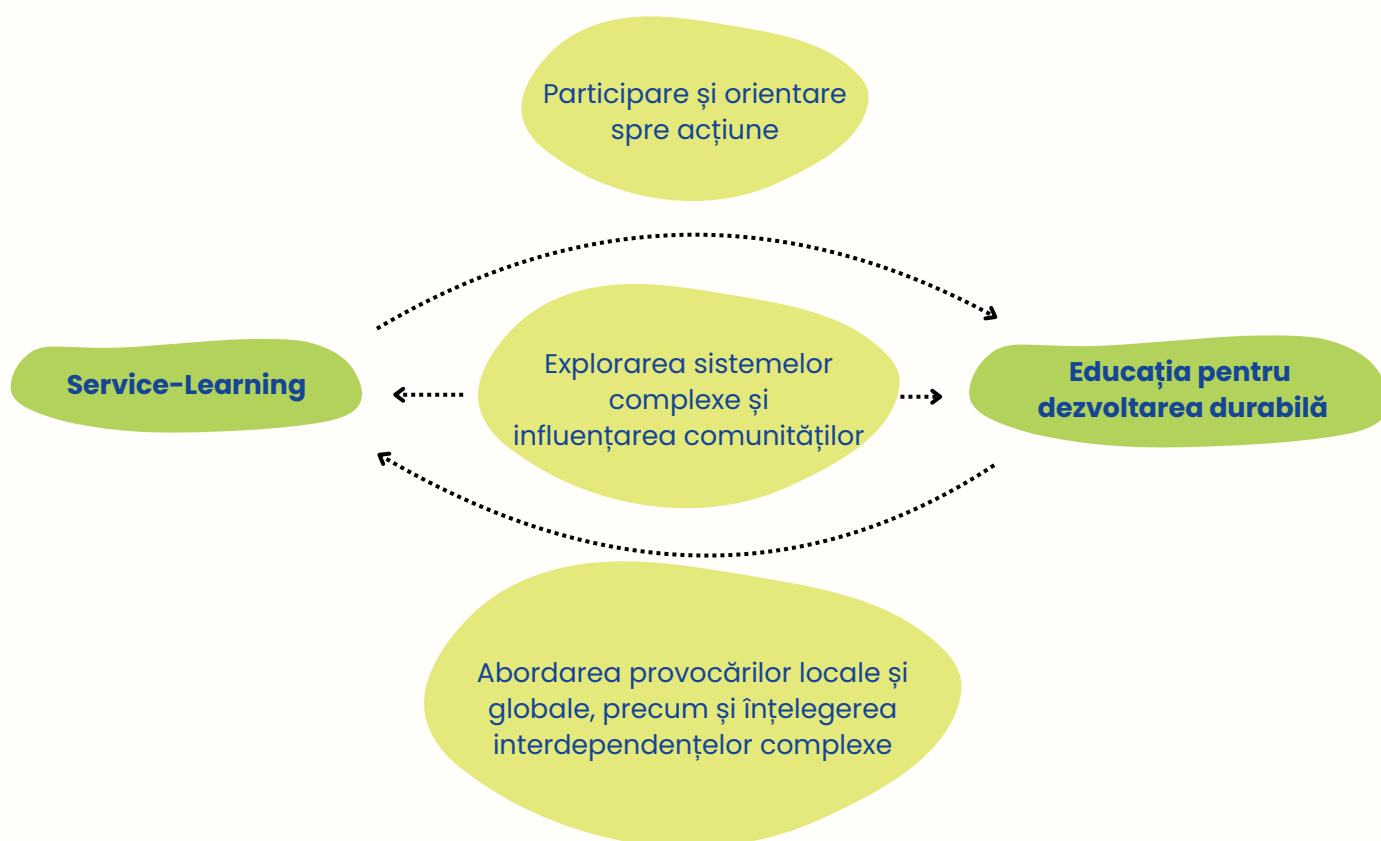 Participare și orientare
spre acțiune
Service-Learning
Explorarea sistemelor
complexe și
influențarea comunităților
Educația pentru
dezvoltarea durabilă
Abordarea provocărilor locale și
globale, precum și înțelegerea
interdependențelor complexe